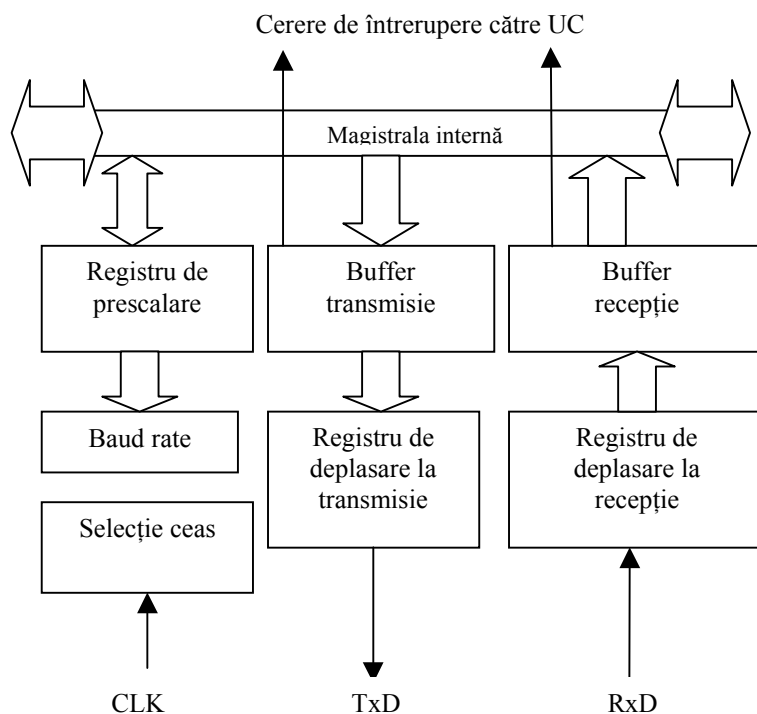 Cerere de întrerupere către UC
Magistrala internă
Registru de
prescalare
Buffer
transmisie
Buffer
recepție
Baud rate
Registru de
deplasare la
transmisie
Registru de
deplasare la
recepție
Selecție ceas
CLK
TxD
RxD